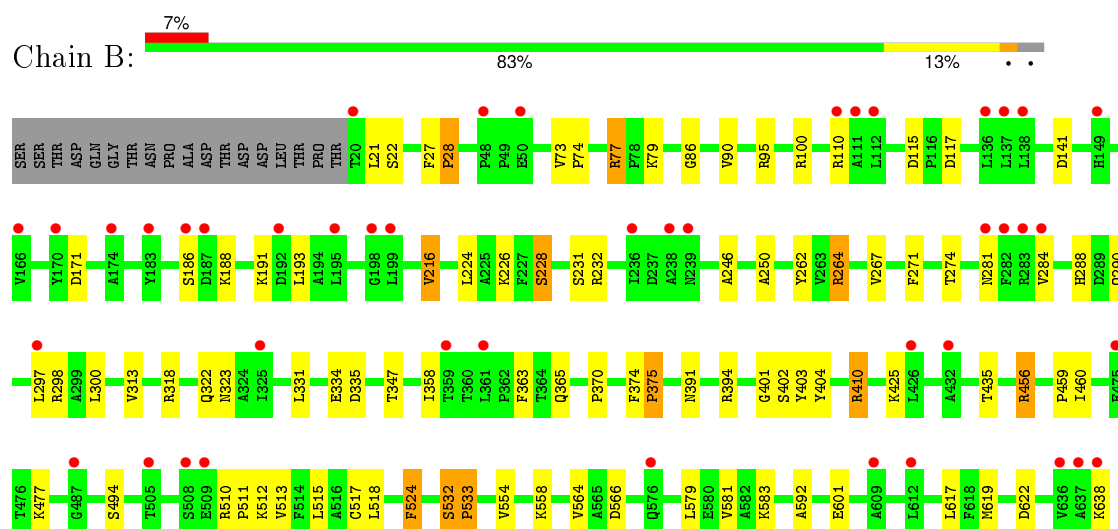 7%
Chain B:
83% 13% • •
SER SER THR ASP GLN GLY THR ASN PRO ALA ASP THR ASP ASP LEU THR PRO THR T20 L21 S22 F27 P28 P48 P49 E50 V73 P74 R77 P78 K79 G86 V90 R95 R100 R110 A111 L112 D115 P116 D117 L136 L137 L138 D141 H149
V166 Y170 D171 A174 Y183 S186 D187 K188 K191 D192 L193 A194 L195 G198 L199 V216 L224 A225 K226 F227 S228 S231 R232 I236 D237 A238 N239 A246 A250 Y262 V263 R264 V267 F271 T274 N281 F282 R283 V284 H288 D289 Q290
L297 R298 A299 L300 V313 R318 Q322 N323 A324 I325 L331 E334 D335 T347 I358 T359 T360 L361 P362 F363 T364 Q365 P370 F374 P375 N391 R394 G401 S402 Y403 Y404 R410 K425 L426 A432 T435 R456 P459 I460 E475
T476 K477 G487 S494 T505 S508 E509 R510 P511 K512 V513 F514 L515 A516 C517 L518 F524 S532 P533 V554 K558 V564 A565 D566 Q576 L579 E580 V581 A582 K583 A592 E601 A609 L612 L617 F618 M619 D622 V636 A637 K638